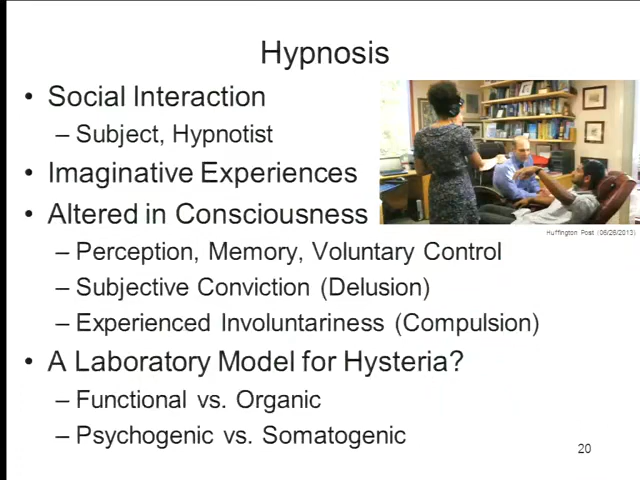 Hypnosis
• Social Interaction
– Subject, Hypnotist
• Imaginative Experiences
• Altered in Consciousness
Huffington Post (06/26/2013)
– Perception, Memory, Voluntary Control
– Subjective Conviction (Delusion)
– Experienced Involuntariness (Compulsion)
• A Laboratory Model for Hysteria?
– Functional vs. Organic
– Psychogenic vs. Somatogenic
20